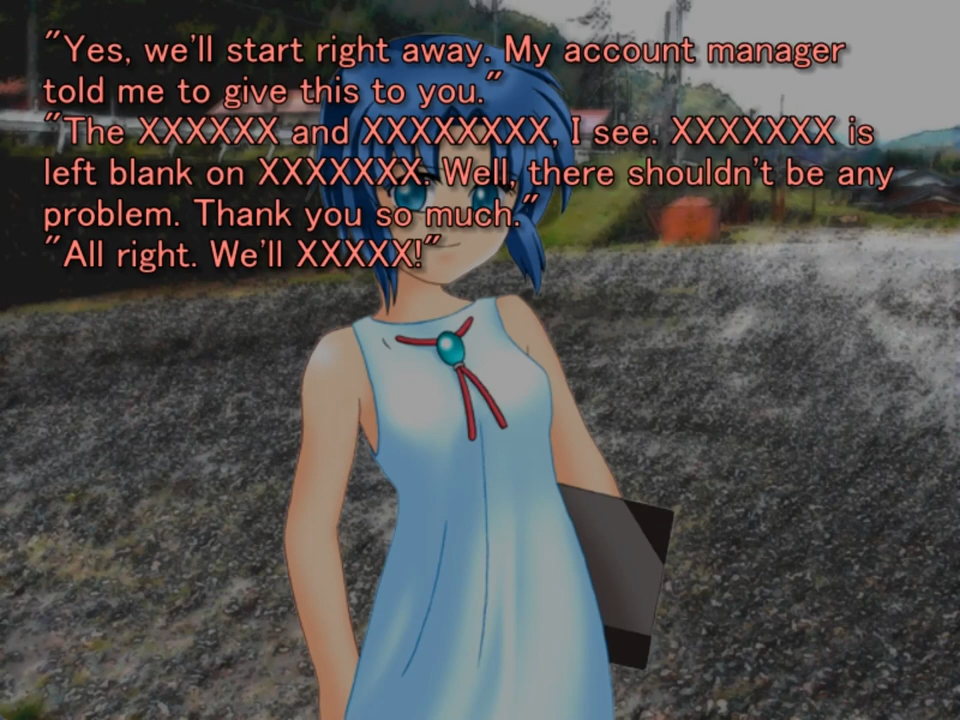 "Yes, we'll start right away. My account manager
told me to give this to you."
"The XXXXXX and XXXXXXXX, I see. XXXXXXX is
left blank on XXXXXXX. Well, there shouldn't be any
problem. Thank you so much."
"All right. We'll XXXXX!"